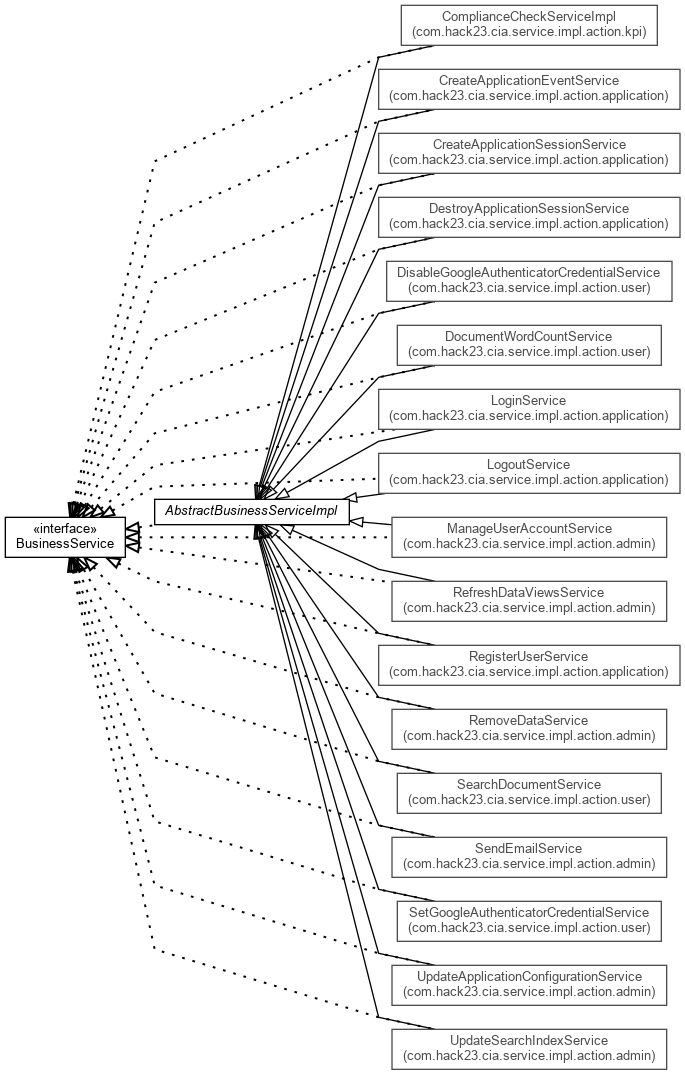 ComplianceCheckServiceImpl
(com.hack23.cia.service.impl.action.kpi)
CreateApplicationEventService
(com.hack23.cia.service.impl.action.application)
CreateApplicationSessionService
(com.hack23.cia.service.impl.action.application)
DestroyApplicationSessionService
(com.hack23.cia.service.impl.action.application)
DisableGoogleAuthenticatorCredentialService
(com.hack23.cia.service.impl.action.user)
DocumentWordCountService
(com.hack23.cia.service.impl.action.user)
LoginService
(com.hack23.cia.service.impl.action.application)
LogoutService
(com.hack23.cia.service.impl.action.application)
AbstractBusinessServiceImpl
«interface»
BusinessService
ManageUserAccountService
(com.hack23.cia.service.impl.action.admin)
RefreshDataViewsService
(com.hack23.cia.service.impl.action.admin)
RegisterUserService
(com.hack23.cia.service.impl.action.application)
RemoveDataService
(com.hack23.cia.service.impl.action.admin)
SearchDocumentService
(com.hack23.cia.service.impl.action.user)
SendEmailService
(com.hack23.cia.service.impl.action.admin)
SetGoogleAuthenticatorCredentialService
(com.hack23.cia.service.impl.action.user)
UpdateApplicationConfigurationService
(com.hack23.cia.service.impl.action.admin)
UpdateSearchIndexService
(com.hack23.cia.service.impl.action.admin)